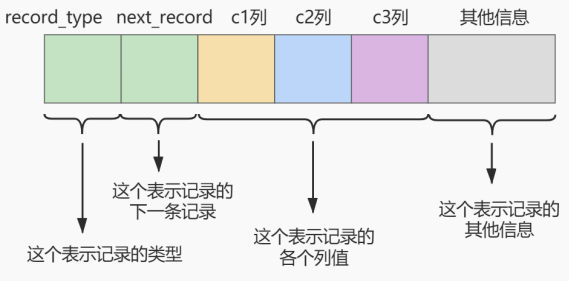 record_type next_record c1列 c2列 c3列 其他信息
这个表示记录的
下一条记录
这个表示记录的类型
这个表示记录的
各个列值
这个表示记录的
其他信息